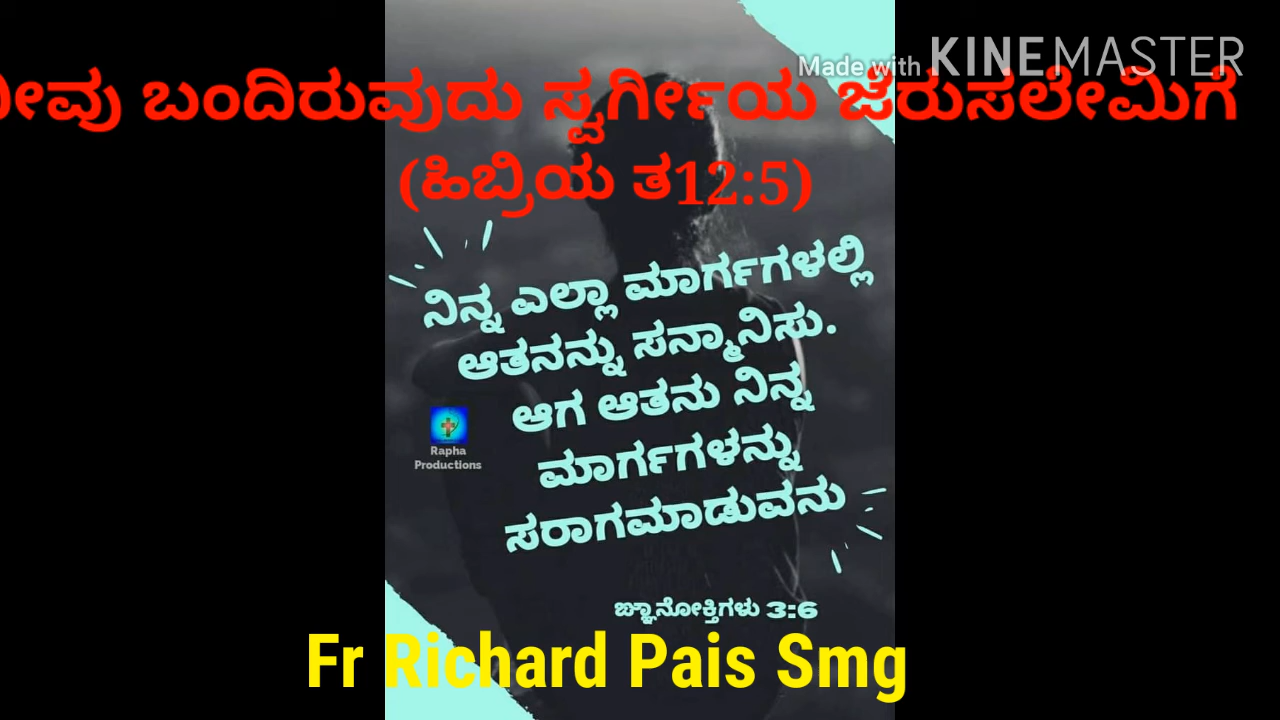 Made with KINEMASTER
ನೀವು ಬಂದಿರುವುದು ಸ್ವರ್ಗೀಯ ಜೆರುಸಲೇಮಿಗೆ
(ಹಿಬ್ರಿಯ ತ12:5)
ನಿನ್ನ ಎಲ್ಲಾ ಮಾರ್ಗಗಳಲ್ಲಿ
ಆತನನ್ನು ಸನ್ಮಾನಿಸು.
ಆಗ ಆತನು ನಿನ್ನ
ಮಾರ್ಗಗಳನ್ನು
ಸರಾಗಮಾಡುವನು
Rapha
Productions
ಜ್ಞಾನೋಕ್ತಿಗಳು 3:6
Fr Richard Pais Smg